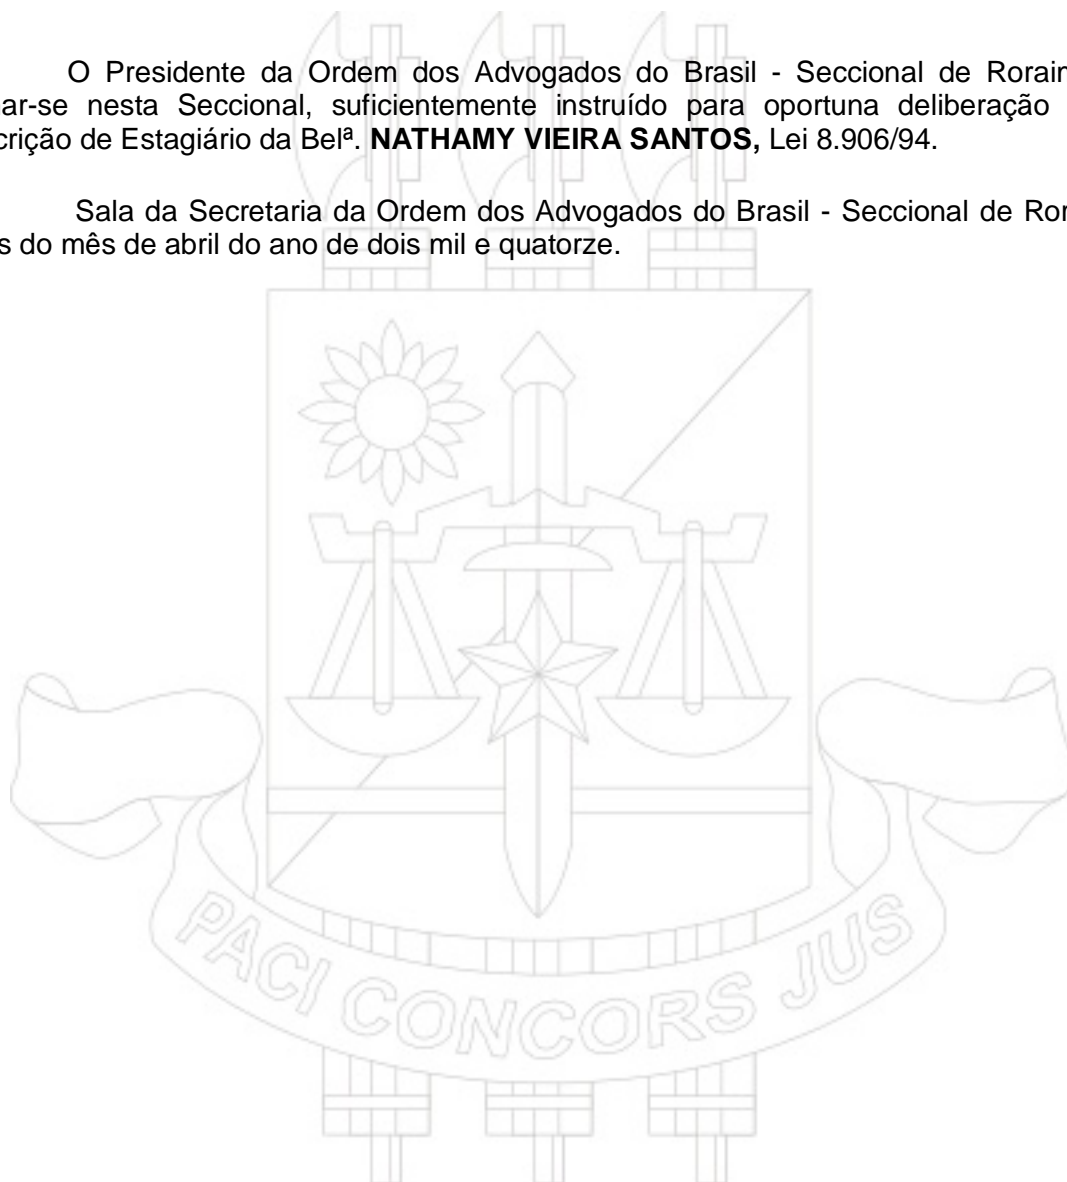 O Presidente da Ordem dos Advogados do Brasil - Seccional de Rorain
ar-se nesta Seccional, suficientemente instruído para oportuna deliberação
crição de Estagiário da Belª. NATHAMY VIEIRA SANTOS, Lei 8.906/94.
Sala da Secretaria da Ordem dos Advogados do Brasil - Seccional de Ror
s do mês de abril do ano de dois mil e quatorze.
PACI CONCORS JUS